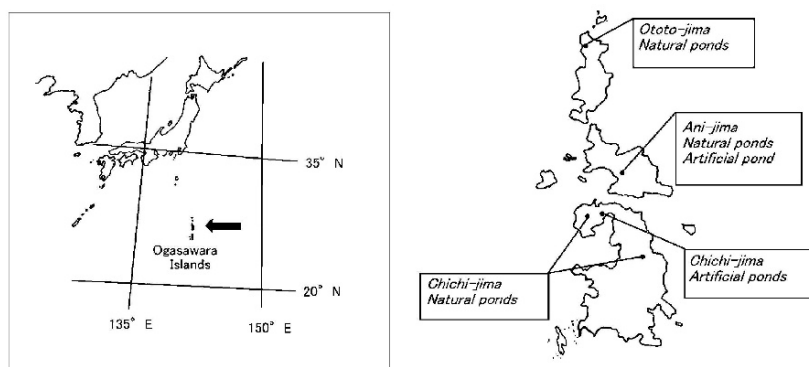 35° N
Ogasawara
Islands
20° N
135° E
150° E
Ototo-jima
Natural ponds
Ani-jima
Natural ponds
Artificial pond
Chichi-jima
Artificial ponds
Chichi-jima
Natural ponds